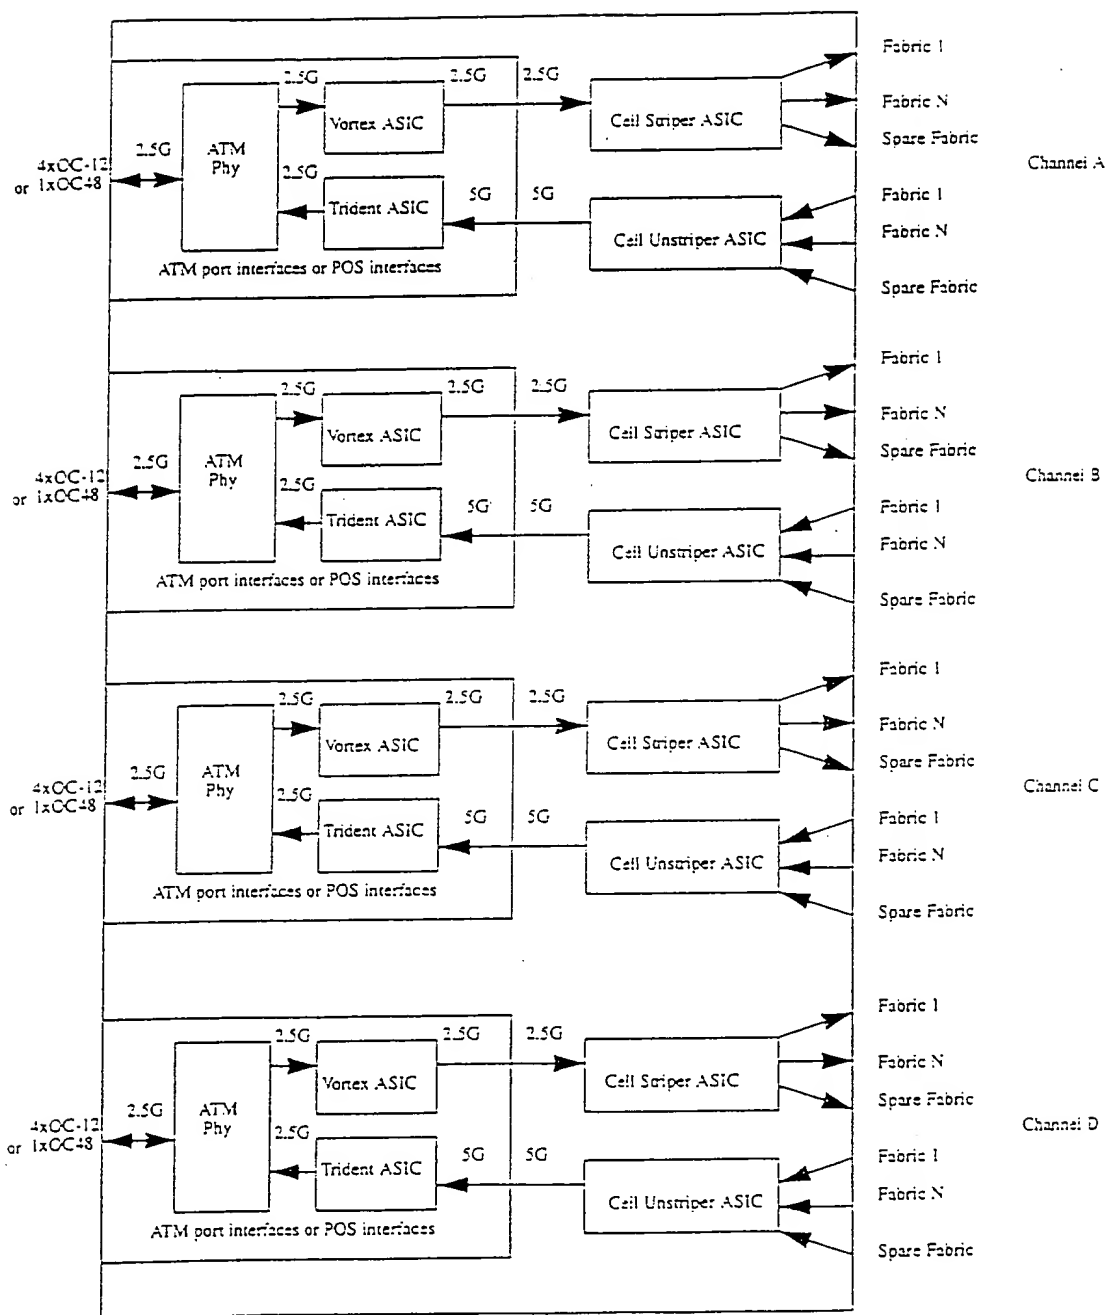 Fabric 1
2.5G 2.5G 2.5G
Fabric N
Vortex ASIC
Cell Striper ASIC
Spare Fabric
2.5G
ATM
Phy
4xOC-12
or 1xOC48
2.5G
Channel A
Trident ASIC
5G 5G
Fabric 1
Fabric N
Cell Unstriper ASIC
ATM port interfaces or POS interfaces
Spare Fabric
Fabric 1
2.5G 2.5G 2.5G
Fabric N
Vortex ASIC
Cell Striper ASIC
Spare Fabric
2.5G
ATM
Phy
4xOC-12
or 1xOC48
2.5G
Channel B
Trident ASIC
5G 5G
Fabric 1
Fabric N
Cell Unstriper ASIC
ATM port interfaces or POS interfaces
Spare Fabric
Fabric 1
2.5G 2.5G 2.5G
Fabric N
Vortex ASIC
Cell Striper ASIC
Spare Fabric
2.5G
ATM
Phy
4xOC-12
or 1xOC48
2.5G
Channel C
Trident ASIC
5G 5G
Fabric 1
Fabric N
Cell Unstriper ASIC
ATM port interfaces or POS interfaces
Spare Fabric
Fabric 1
2.5G 2.5G 2.5G
Fabric N
Vortex ASIC
Cell Striper ASIC
Spare Fabric
2.5G
ATM
Phy
4xOC-12
or 1xOC48
2.5G
Channel D
Trident ASIC
5G 5G
Fabric 1
Fabric N
Cell Unstriper ASIC
ATM port interfaces or POS interfaces
Spare Fabric